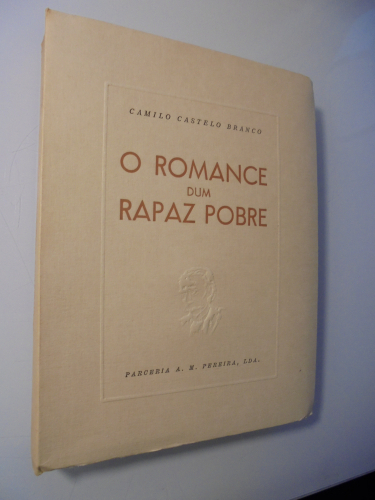 CAMILO CASTELO BRANCO
O ROMANCE
DUM
RAPAZ POBRE
PARCERIA A. M. PEREIRA, LDA.